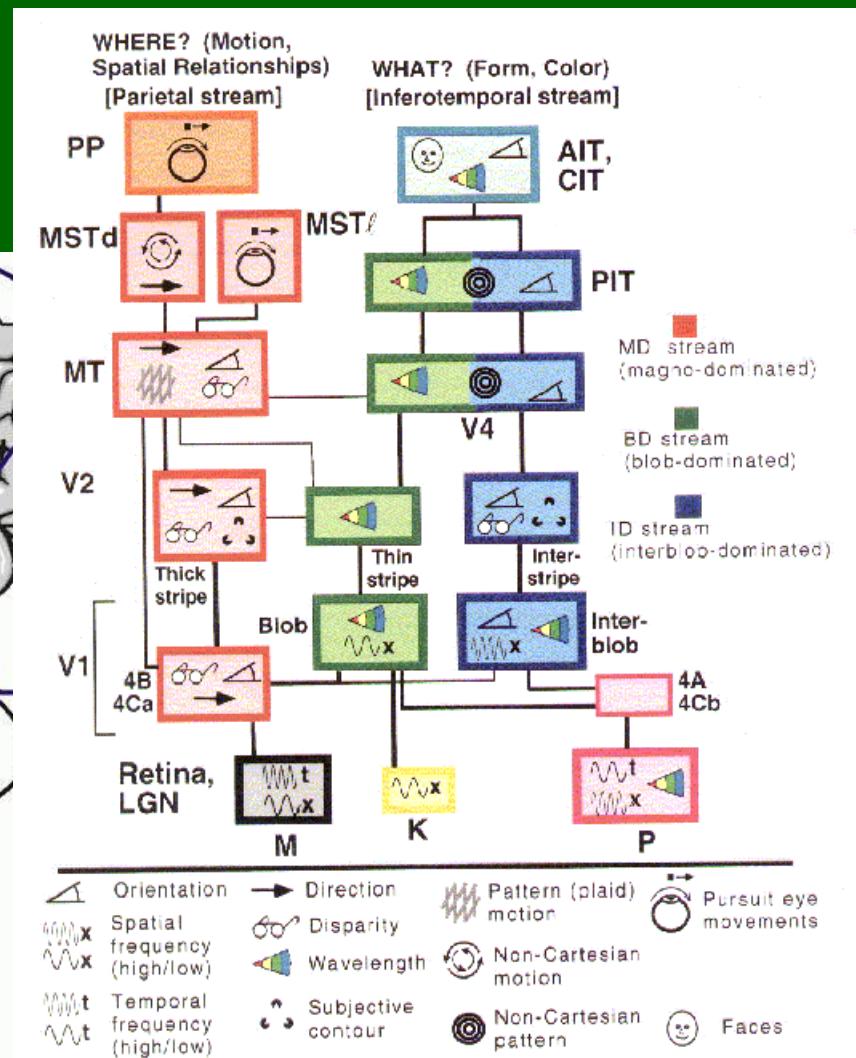 WHERE? (Motion,
Spatial Relationships)
[Parietal stream]
WHAT? (Form, Color)
[Inferotemporal stream]
PP
AIT,
CIT
MSTd
MSTℓ
PIT
MT
V4
MD stream
(magno-dominated)
BD stream
(blob-dominated)
ID stream
(interblob-dominated)
V2
Thick
stripe
Thin
stripe
Inter-
stripe
V1
Blob
x
x
Inter-
blob
4B
4Ca
4A
4Cb
Retina,
LGN
t
x
x
t
x
M
K
P
Orientation
Direction
Pattern (plaid)
motion
Pursuit eye
movements
x
x
Spatial
frequency
(high/low)
Disparity
Wavelength
Non-Cartesian
motion
t
t
Temporal
frequency
(high/low)
Subjective
contour
Non-Cartesian
pattern
Faces